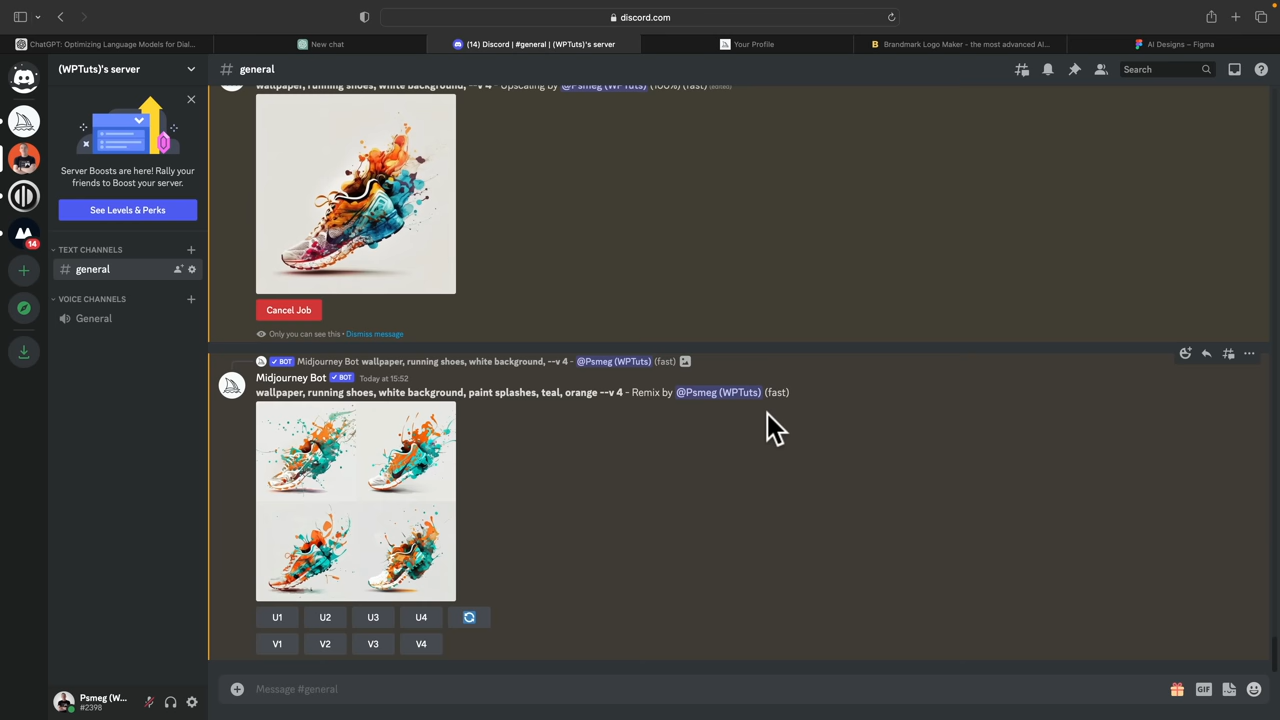 discord.com
ChatGPT: Optimizing Language Models for Dial...
New chat
(14) Discord | #general | (WPTuts)'s server
Your Profile
B Brandmark Logo Maker - the most advanced AI...
AI Designs – Figma
(WPTuts)'s server
# general
Search
wallpaper, running shoes, white background, --v 4 - Upscaling by @Psmeg (WPTuts) (100%) (fast) (edited)
Server Boosts are here! Rally your
friends to Boost your server.
See Levels & Perks
TEXT CHANNELS
# general
VOICE CHANNELS
General
14
Cancel Job
Only you can see this • Dismiss message
BOT Midjourney Bot wallpaper, running shoes, white background, --v 4 - @Psmeg (WPTuts) (fast)
Midjourney Bot BOT Today at 15:52
wallpaper, running shoes, white background, paint splashes, teal, orange --v 4 - Remix by @Psmeg (WPTuts) (fast)
U1 U2 U3 U4
V1 V2 V3 V4
Message #general
GIF
Psmeg (W...
#2398